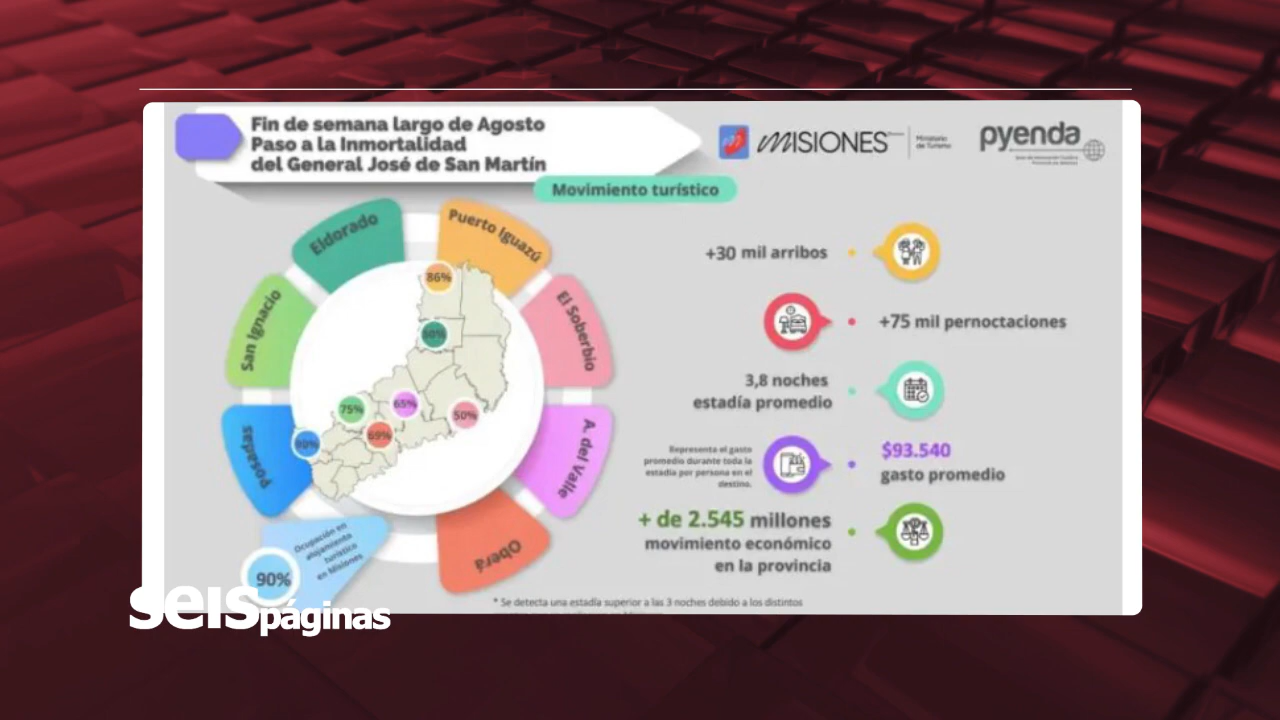 Fin de semana largo de Agosto
Paso a la Inmortalidad
del General José de San Martín
MISIONES
Ministerio
de Turismo
pyenda
Movimiento turístico
Eldorado
Puerto Iguazú
San Ignacio
El Soberbio
Posadas
A. del Valle
Oberá
86%
50%
75%
65%
50%
69%
90%
Ocupación en
alojamiento
turístico
en Misiones
90%
+30 mil arribos
+75 mil pernoctaciones
3,8 noches
estadía promedio
Representa el gasto
promedio durante toda la
estadía por persona en el
destino.
$93.540
gasto promedio
+ de 2.545 millones
movimiento económico
en la provincia
* Se detecta una estadía superior a las 3 noches debido a los distintos
seis páginas